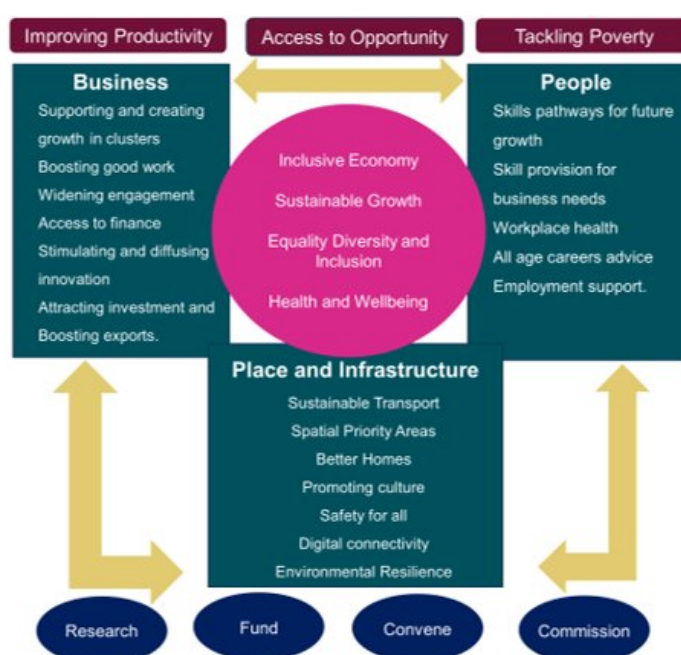 Improving Productivity
Access to Opportunity
Tackling Poverty
Business
Supporting and creating
growth in clusters
Boosting good work
Widening engagement
Access to finance
Stimulating and diffusing
innovation
Attracting investment and
Boosting exports.
Inclusive Economy
Sustainable Growth
Equality Diversity and
Inclusion
Health and Wellbeing
People
Skills pathways for future
growth
Skill provision for
business needs
Workplace health
All age careers advice
Employment support.
Place and Infrastructure
Sustainable Transport
Spatial Priority Areas
Better Homes
Promoting culture
Safety for all
Digital connectivity
Environmental Resilience
Research
Fund
Convene
Commission